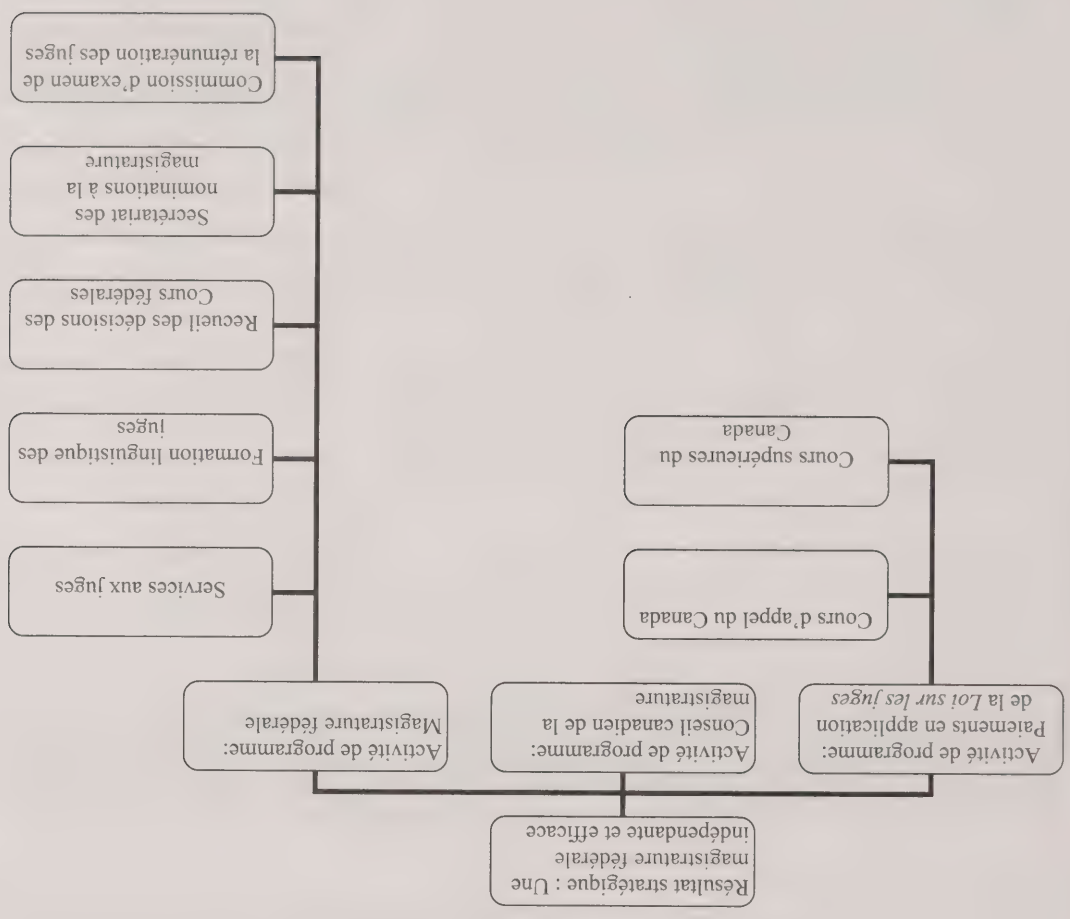 Résultat stratégique : Une
magistrature fédérale
indépendante et efficace
Activité de programme:
Paiements en application
de la Loi sur les juges
Activité de programme:
Conseil canadien de la
magistrature
Activité de programme:
Magistrature fédérale
Cours d'appel du Canada
Cours supérieures du
Canada
Services aux juges
Formation linguistique des
juges
Recueil des décisions des
Cours fédérales
Secrétariat des
nominations à la
magistrature
Commission d'examen de
la rémunération des juges